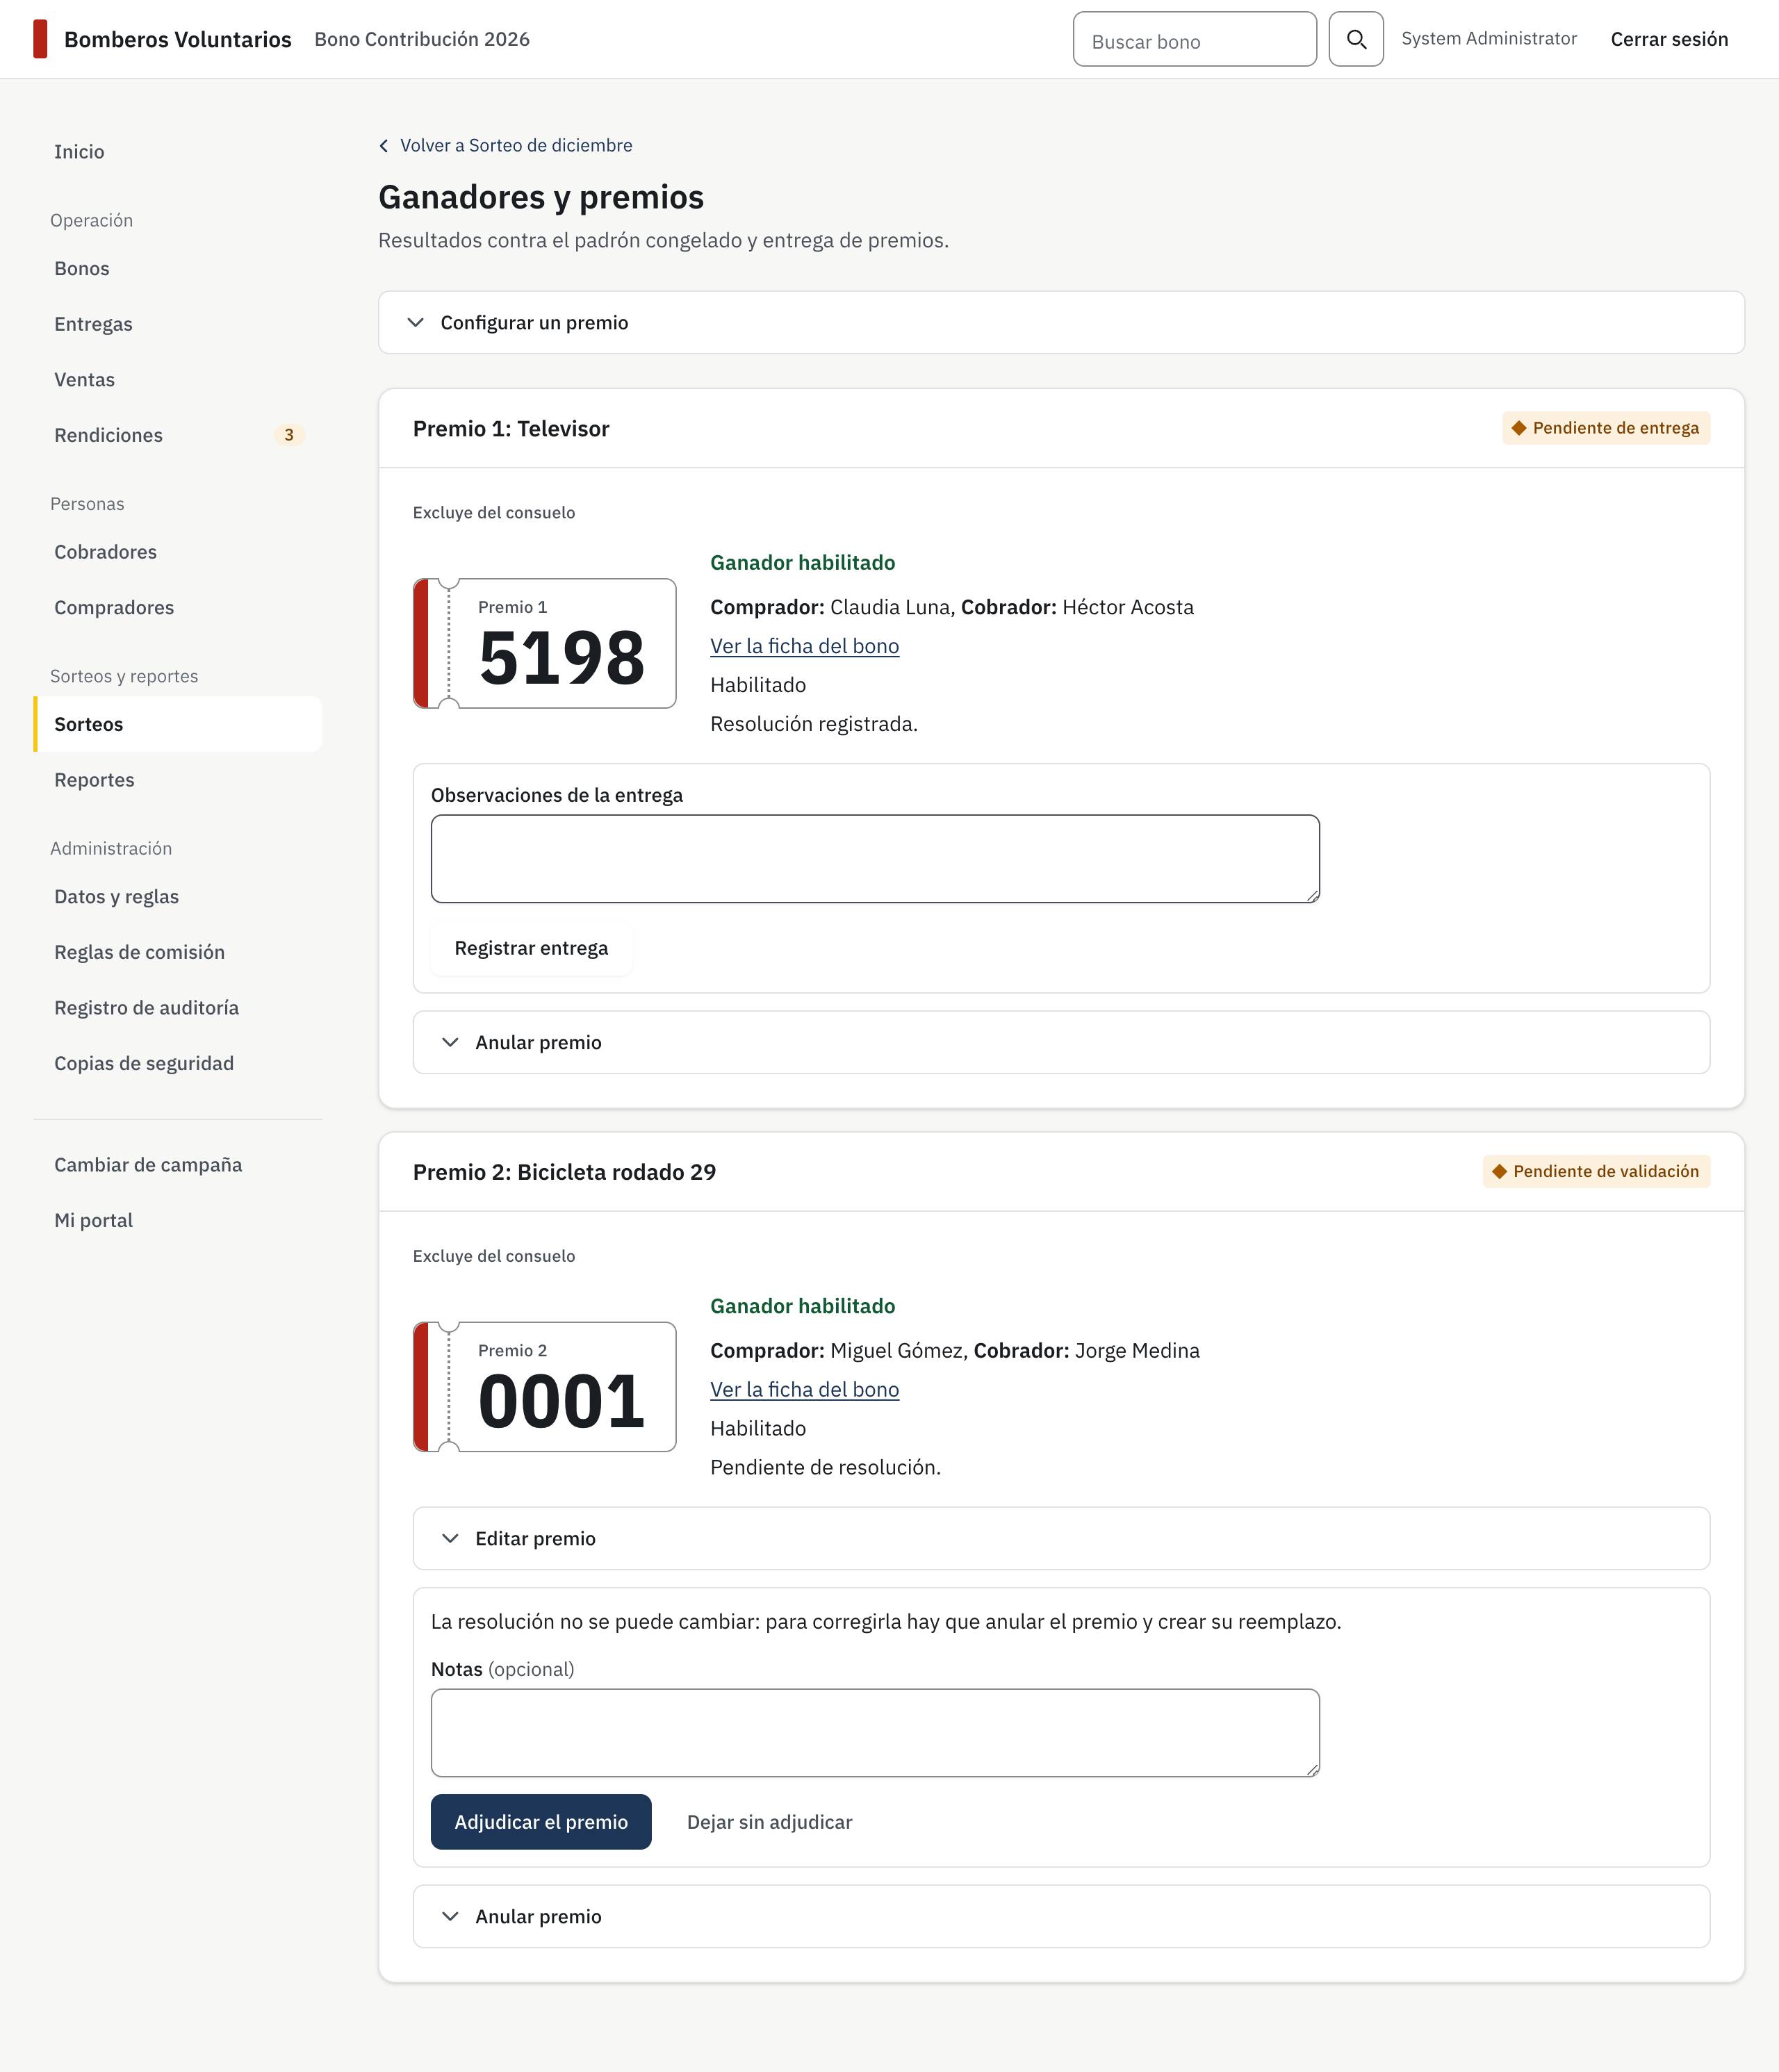 Bomberos Voluntarios
Bono Contribución 2026
Buscar bono
System Administrator
Cerrar sesión
Inicio
Operación
Bonos
Entregas
Ventas
Rendiciones 3
Personas
Cobradores
Compradores
Sorteos y reportes
Sorteos
Reportes
Administración
Datos y reglas
Reglas de comisión
Registro de auditoría
Copias de seguridad
Cambiar de campaña
Mi portal
Volver a Sorteo de diciembre
Ganadores y premios
Resultados contra el padrón congelado y entrega de premios.
Configurar un premio
Premio 1: Televisor
Pendiente de entrega
Excluye del consuelo
Premio 1
5198
Ganador habilitado
Comprador: Claudia Luna, Cobrador: Héctor Acosta
Ver la ficha del bono
Habilitado
Resolución registrada.
Observaciones de la entrega
Registrar entrega
Anular premio
Premio 2: Bicicleta rodado 29
Pendiente de validación
Excluye del consuelo
Premio 2
0001
Ganador habilitado
Comprador: Miguel Gómez, Cobrador: Jorge Medina
Ver la ficha del bono
Habilitado
Pendiente de resolución.
Editar premio
La resolución no se puede cambiar: para corregirla hay que anular el premio y crear su reemplazo.
Notas (opcional)
Adjudicar el premio
Dejar sin adjudicar
Anular premio